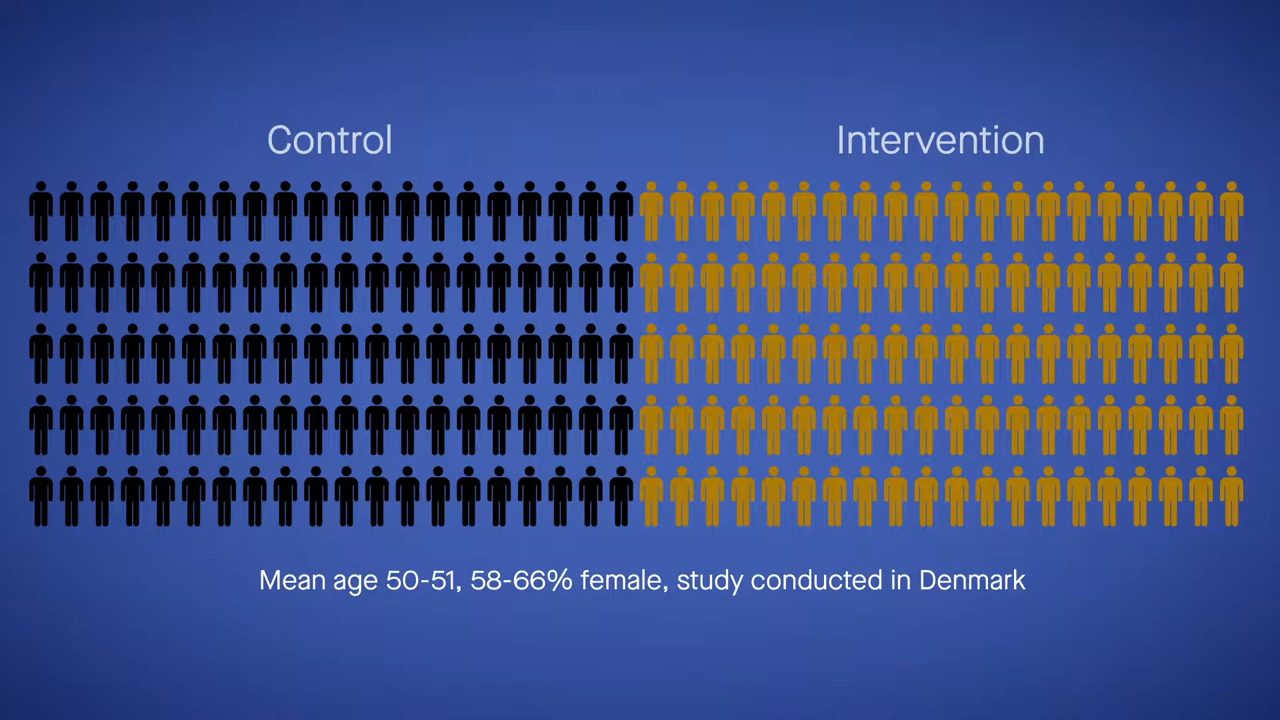 Control
Intervention
Mean age 50-51, 58-66% female, study conducted in Denmark